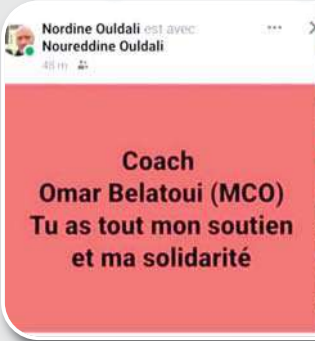 Nordine Ouldali est avec
Noureddine Ouldali
48 m
Coach
Omar Belatoui (MCO)
Tu as tout mon soutien
et ma solidarité